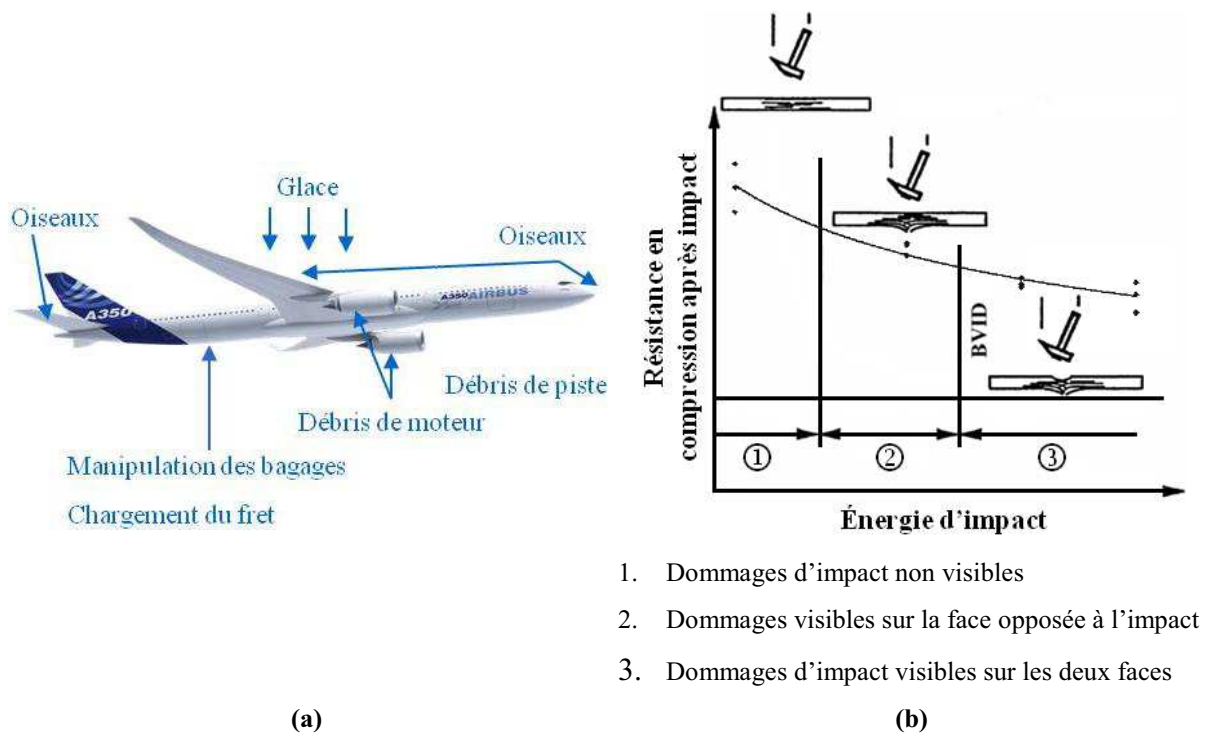 Glace
Oiseaux
Oiseaux
A350 AIRBUS
A350
Débris de piste
Débris de moteur
Manipulation des bagages
Chargement du fret
(a)
Résistance en
compression après impact
BVID
① ② ③
Énergie d'impact
1. Dommages d'impact non visibles
2. Dommages visibles sur la face opposée à l'impact
3. Dommages d'impact visibles sur les deux faces
(b)